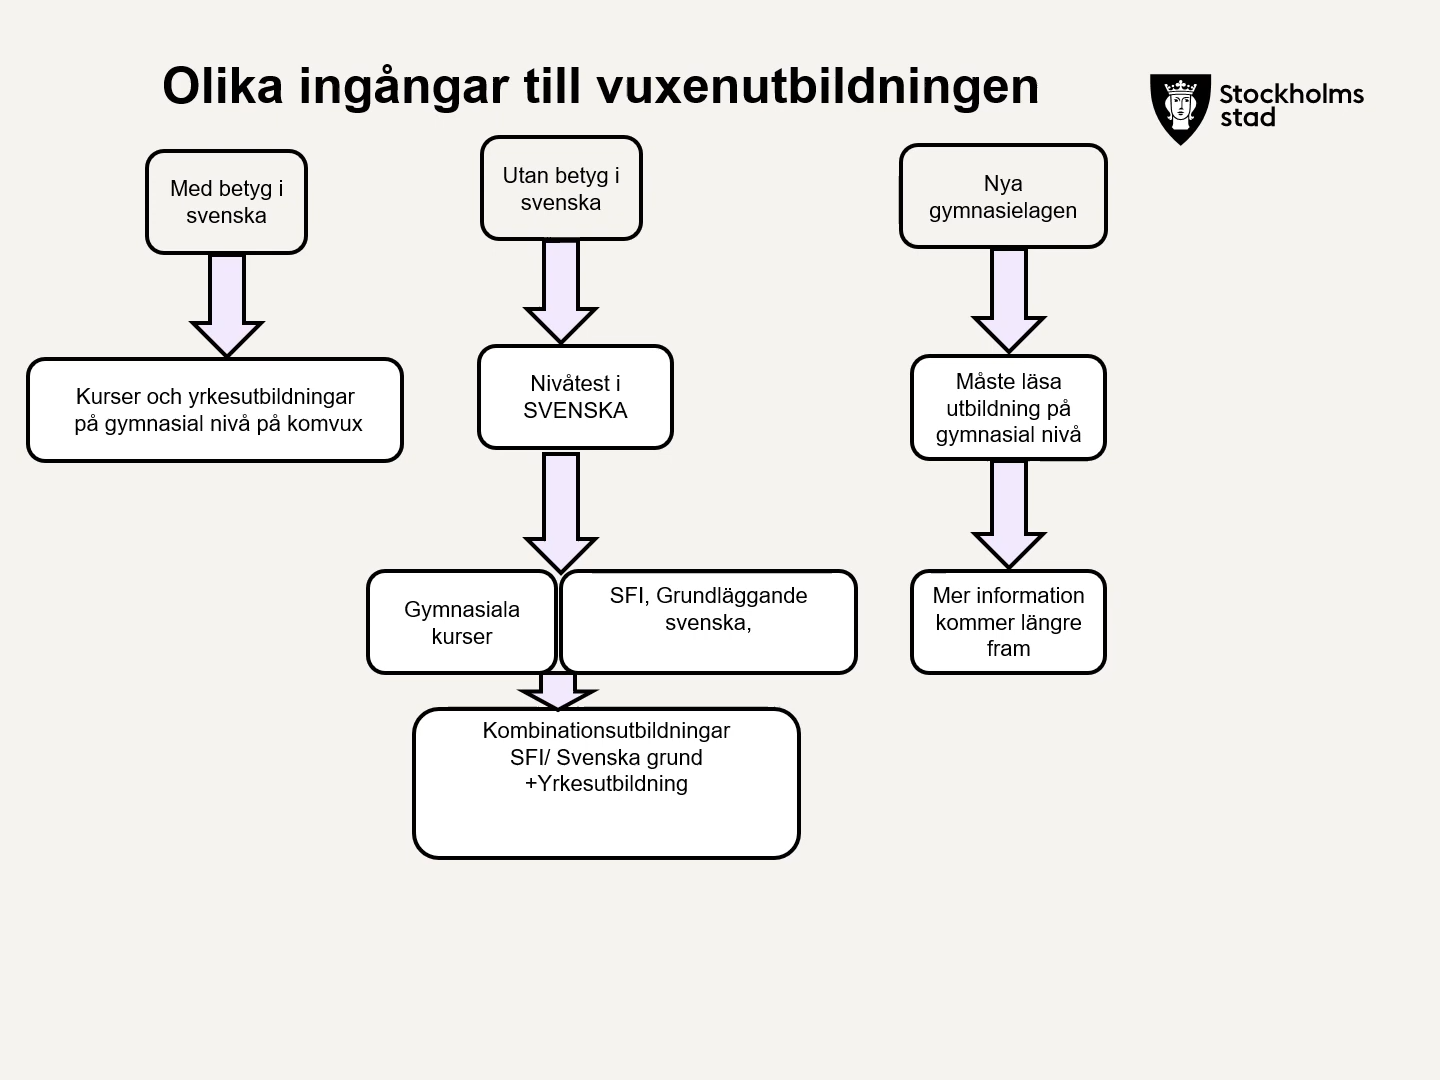 Olika ingångar till vuxenutbildningen
Stockholms
stad
Med betyg i
svenska
Kurser och yrkesutbildningar
på gymnasial nivå på komvux
Utan betyg i
svenska
Nivåtest i
SVENSKA
Gymnasiala
kurser
SFI, Grundläggande
svenska,
Kombinationsutbildningar
SFI/ Svenska grund
+Yrkesutbildning
Nya
gymnasielagen
Måste läsa
utbildning på
gymnasial nivå
Mer information
kommer längre
fram